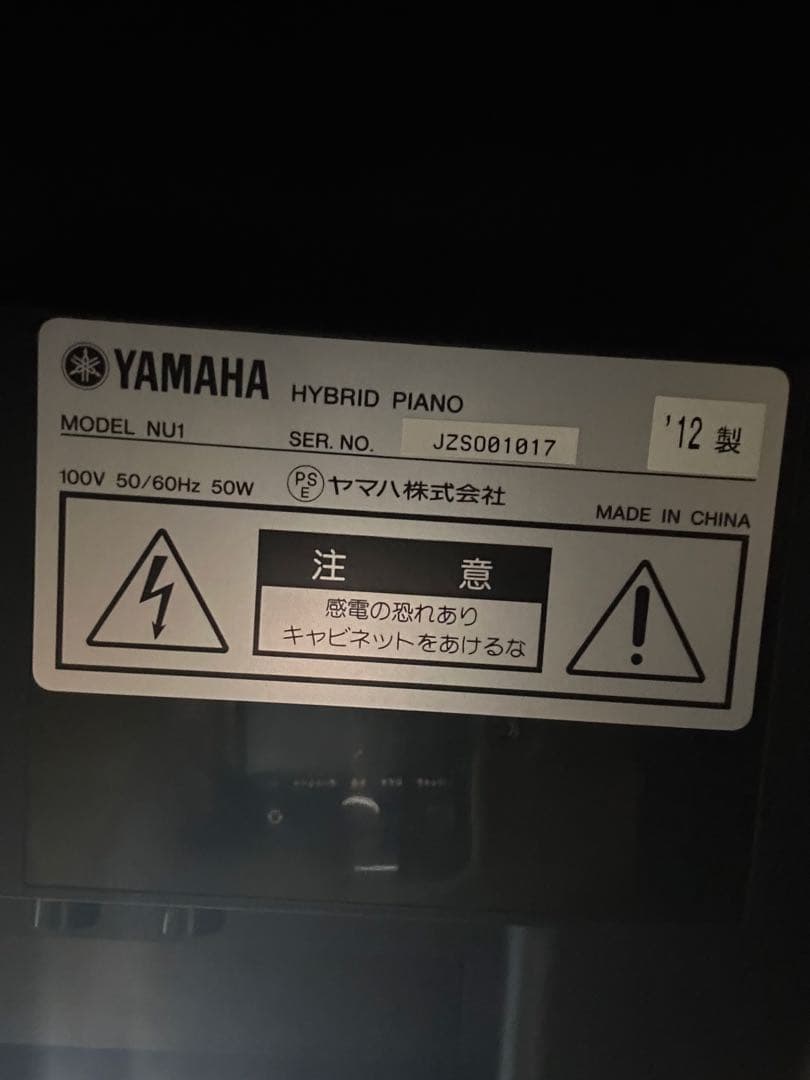 YAMAHA HYBRID PIANO
MODEL NU1 SER. NO. JZS001017 '12 製
100V 50/60Hz 50W PSE ヤマハ株式会社
MADE IN CHINA
注意
感電の恐れあり
キャビネットをあけるな